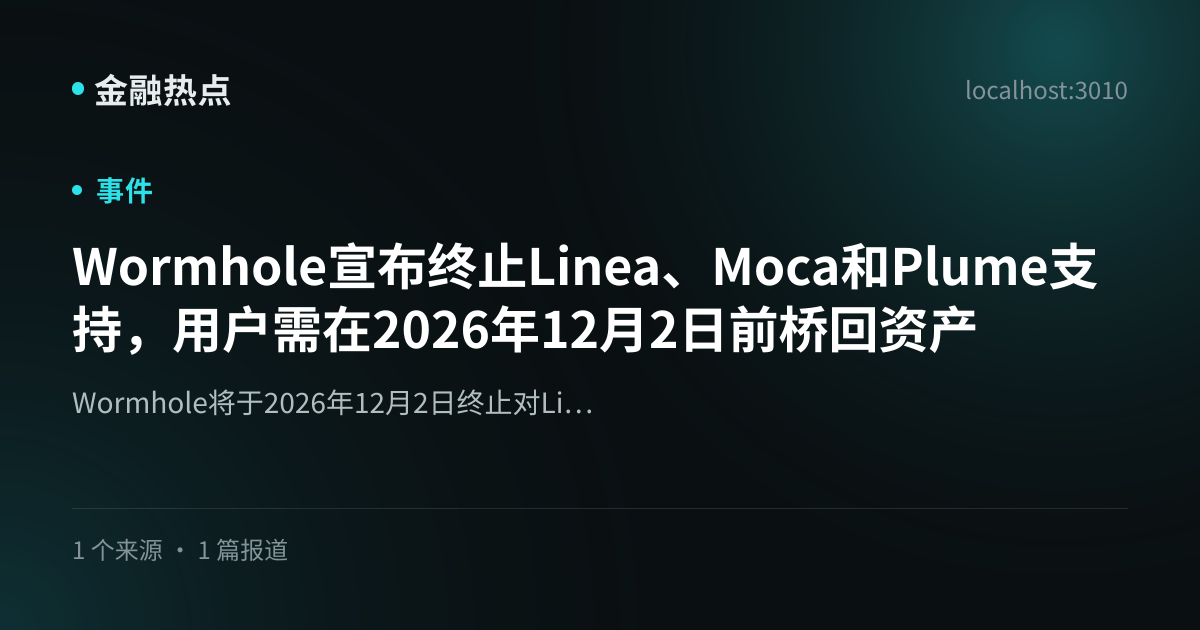 金融热点
localhost:3010
事件
Wormhole宣布终止Linea、Moca和Plume支
持，用户需在2026年12月2日前桥回资产
Wormhole将于2026年12月2日终止对Li…
1 个来源 · 1 篇报道